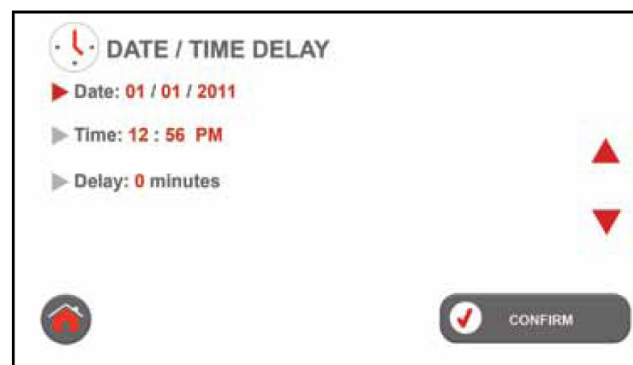 DATE / TIME DELAY
Date: 01 / 01 / 2011
Time: 12 : 56 PM
Delay: 0 minutes
CONFIRM